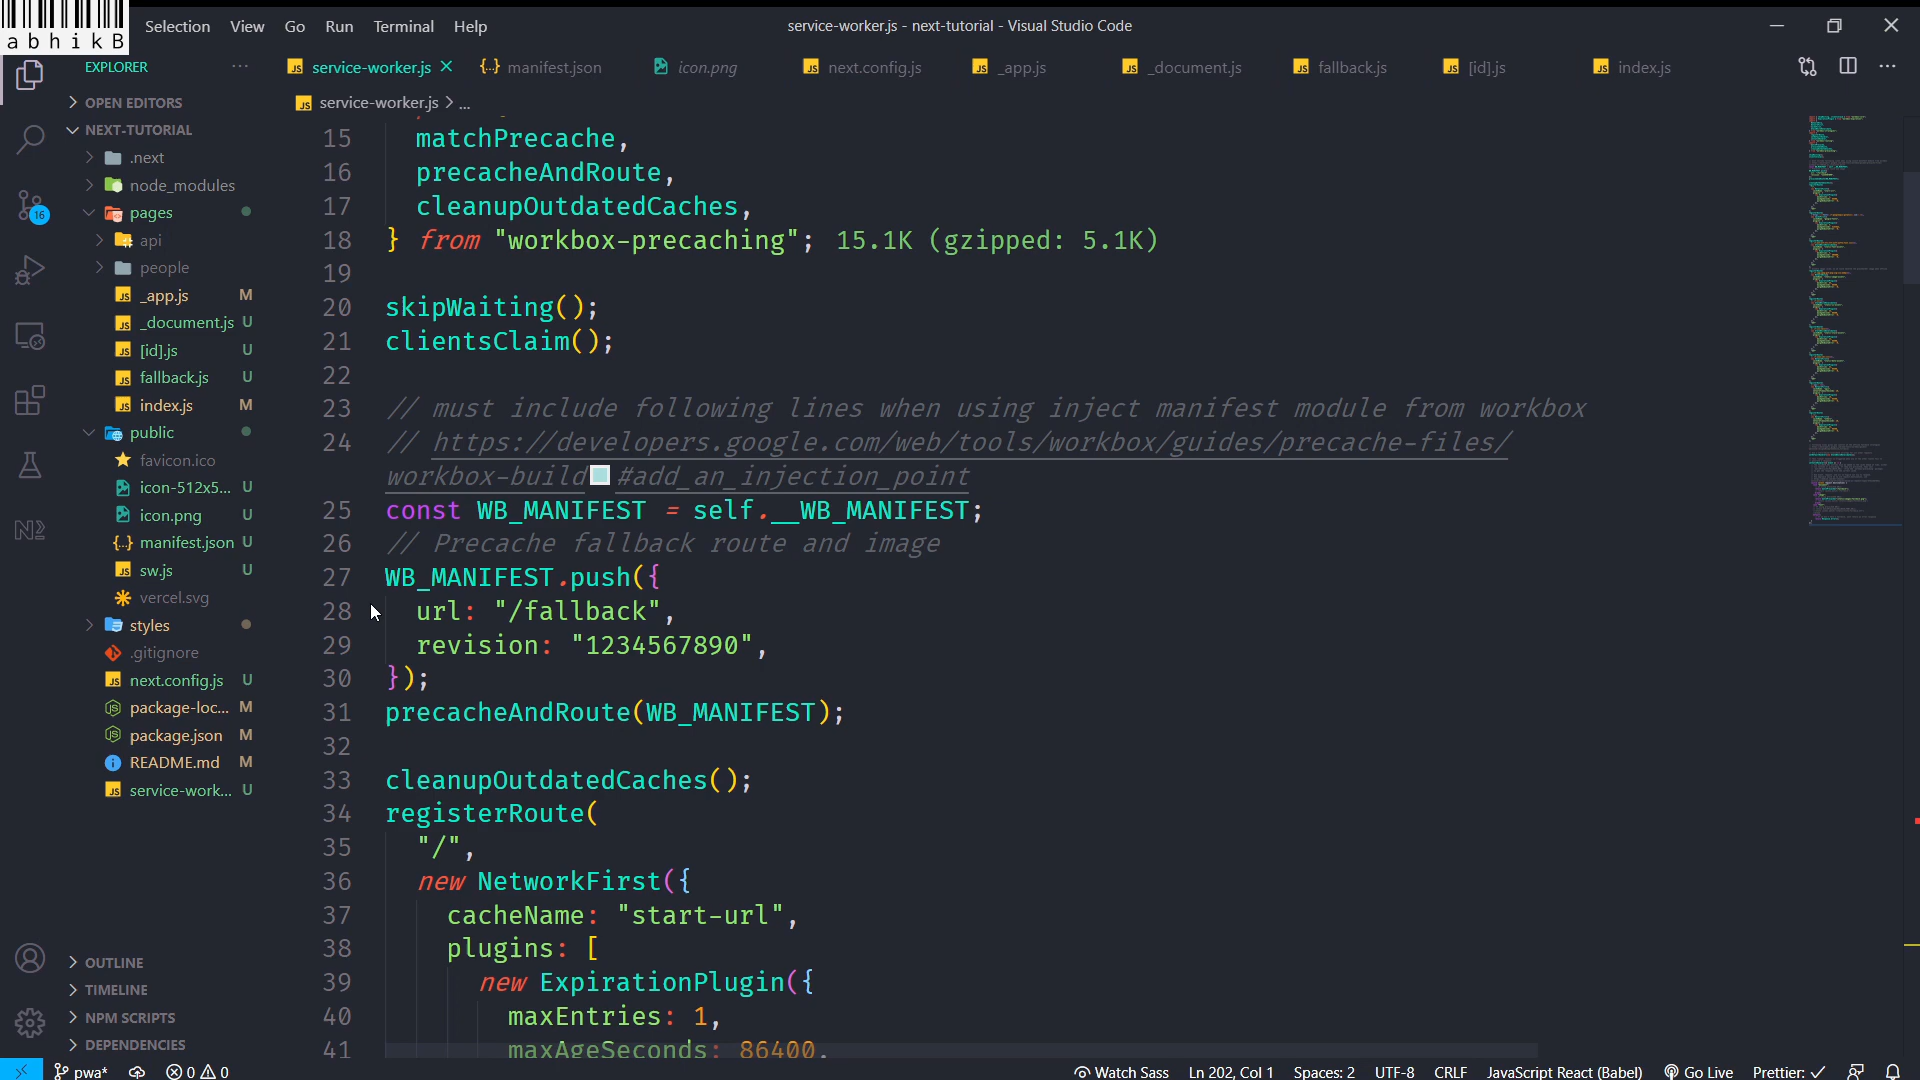 abhikB
Selection View Go Run Terminal Help
service-worker.js - next-tutorial - Visual Studio Code
EXPLORER
service-worker.js manifest.json icon.png next.config.js _app.js _document.js fallback.js [id].js index.js
OPEN EDITORS
service-worker.js > ...
NEXT-TUTORIAL
.next
node_modules
pages
api
people
_app.js M
_document.js U
[id].js U
fallback.js U
index.js M
public
favicon.ico
icon-512x5... U
icon.png U
manifest.json U
sw.js U
vercel.svg
styles
.gitignore
next.config.js U
package-loc... M
package.json M
README.md M
service-work... U
OUTLINE
TIMELINE
NPM SCRIPTS
DEPENDENCIES
16
15 matchPrecache,
16 precacheAndRoute,
17 cleanupOutdatedCaches,
18 } from "workbox-precaching"; 15.1K (gzipped: 5.1K)
19
20 skipWaiting();
21 clientsClaim();
22
23 // must include following lines when using inject manifest module from workbox
24 // https://developers.google.com/web/tools/workbox/guides/precache-files/
workbox-build #add_an_injection_point
25 const WB_MANIFEST = self.__WB_MANIFEST;
26 // Precache fallback route and image
27 WB_MANIFEST.push({
28 url: "/fallback",
29 revision: "1234567890",
30 });
31 precacheAndRoute(WB_MANIFEST);
32
33 cleanupOutdatedCaches();
34 registerRoute(
35 "/",
36 new NetworkFirst({
37 cacheName: "start-url",
38 plugins: [
39 new ExpirationPlugin({
40 maxEntries: 1,
41 maxAgeSeconds: 86400,
pwa* 0 0 Watch Sass Ln 202, Col 1 Spaces: 2 UTF-8 CRLF JavaScript React (Babel) Go Live Prettier: ✓